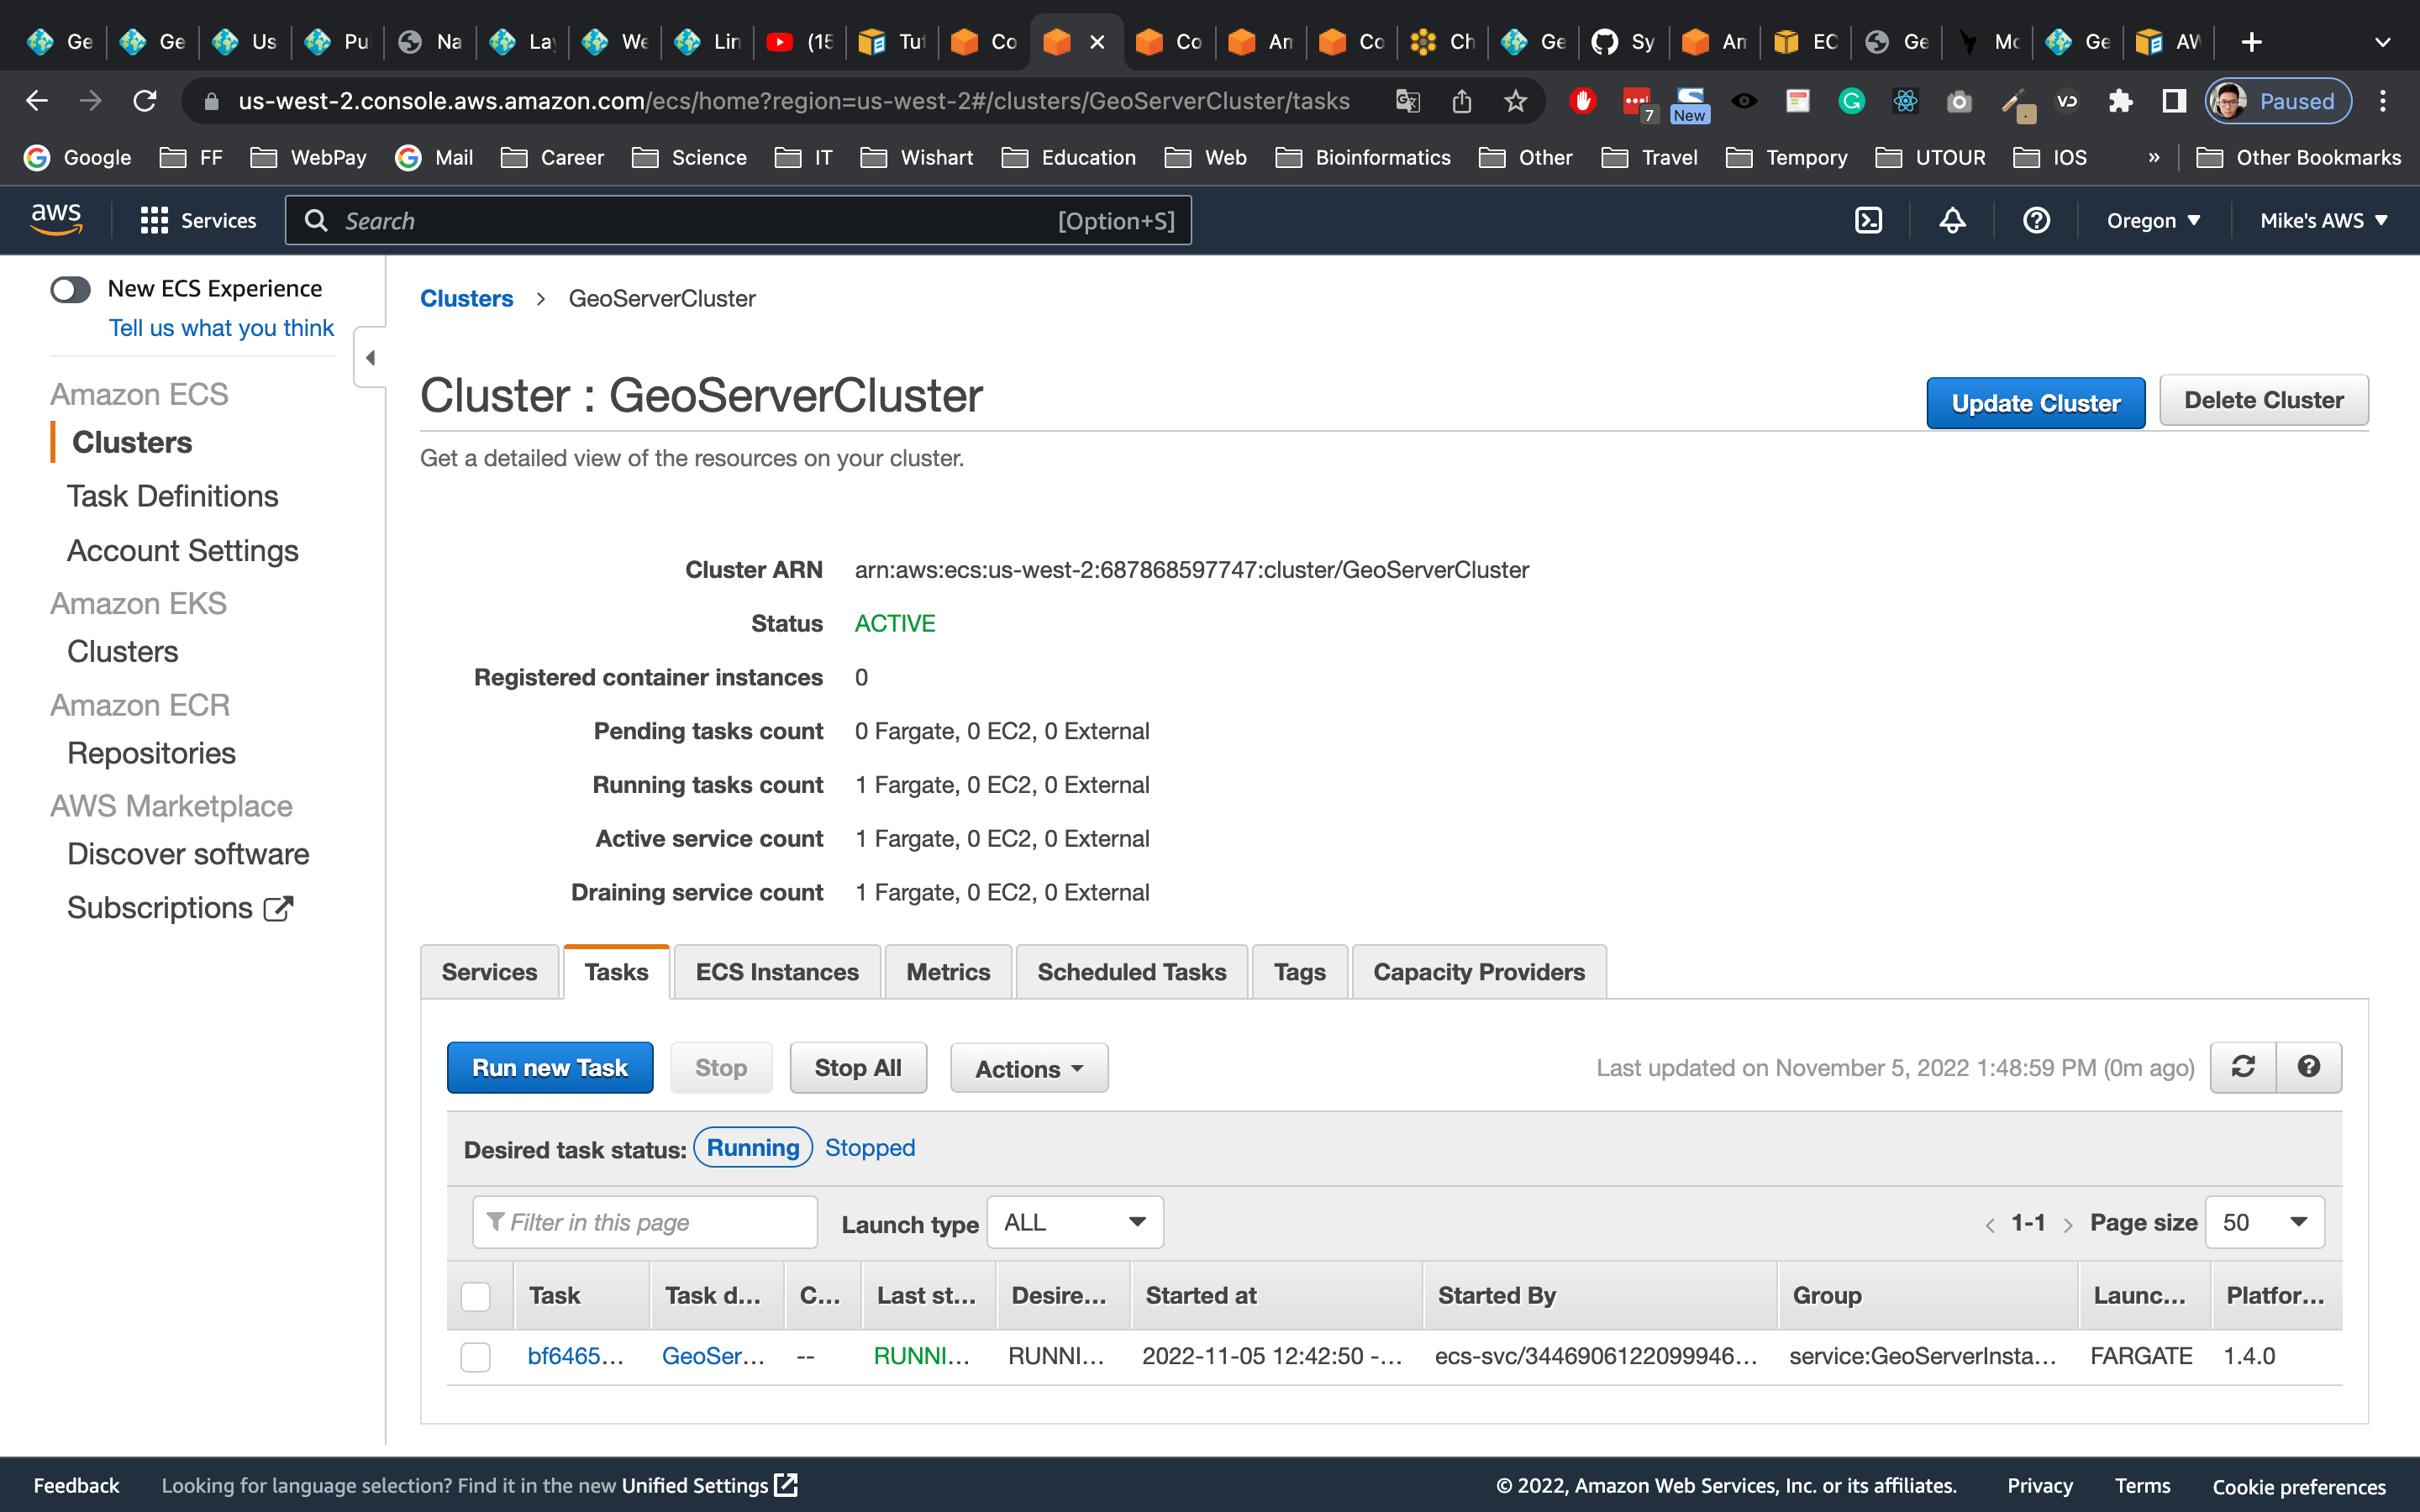 Ge Ge Us Pu Na Lay We Lin (15 Tu Co Co An Co Ch Ge Sy An EC Ge Mc Ge AW
us-west-2.console.aws.amazon.com/ecs/home?region=us-west-2#/clusters/GeoServerCluster/tasks 7 New Paused
Google FF WebPay Mail Career Science IT Wishart Education Web Bioinformatics Other Travel Tempory UTOUR IOS » Other Bookmarks
aws Services Search [Option+S] Oregon Mike's AWS
New ECS Experience
Tell us what you think
Amazon ECS
Clusters
Task Definitions
Account Settings
Amazon EKS
Clusters
Amazon ECR
Repositories
AWS Marketplace
Discover software
Subscriptions
Clusters > GeoServerCluster
Cluster : GeoServerCluster
Update Cluster Delete Cluster
Get a detailed view of the resources on your cluster.
Cluster ARN arn:aws:ecs:us-west-2:687868597747:cluster/GeoServerCluster
Status ACTIVE
Registered container instances 0
Pending tasks count 0 Fargate, 0 EC2, 0 External
Running tasks count 1 Fargate, 0 EC2, 0 External
Active service count 1 Fargate, 0 EC2, 0 External
Draining service count 1 Fargate, 0 EC2, 0 External
Services Tasks ECS Instances Metrics Scheduled Tasks Tags Capacity Providers
Run new Task Stop Stop All Actions Last updated on November 5, 2022 1:48:59 PM (0m ago)
Desired task status: Running Stopped
Filter in this page Launch type ALL < 1-1 > Page size 50
Task Task d... C... Last st... Desire... Started at Started By Group Launc... Platfor...
bf6465... GeoSer... -- RUNNI... RUNNI... 2022-11-05 12:42:50 -... ecs-svc/3446906122099946... service:GeoServerInsta... FARGATE 1.4.0
Feedback Looking for language selection? Find it in the new Unified Settings © 2022, Amazon Web Services, Inc. or its affiliates. Privacy Terms Cookie preferences